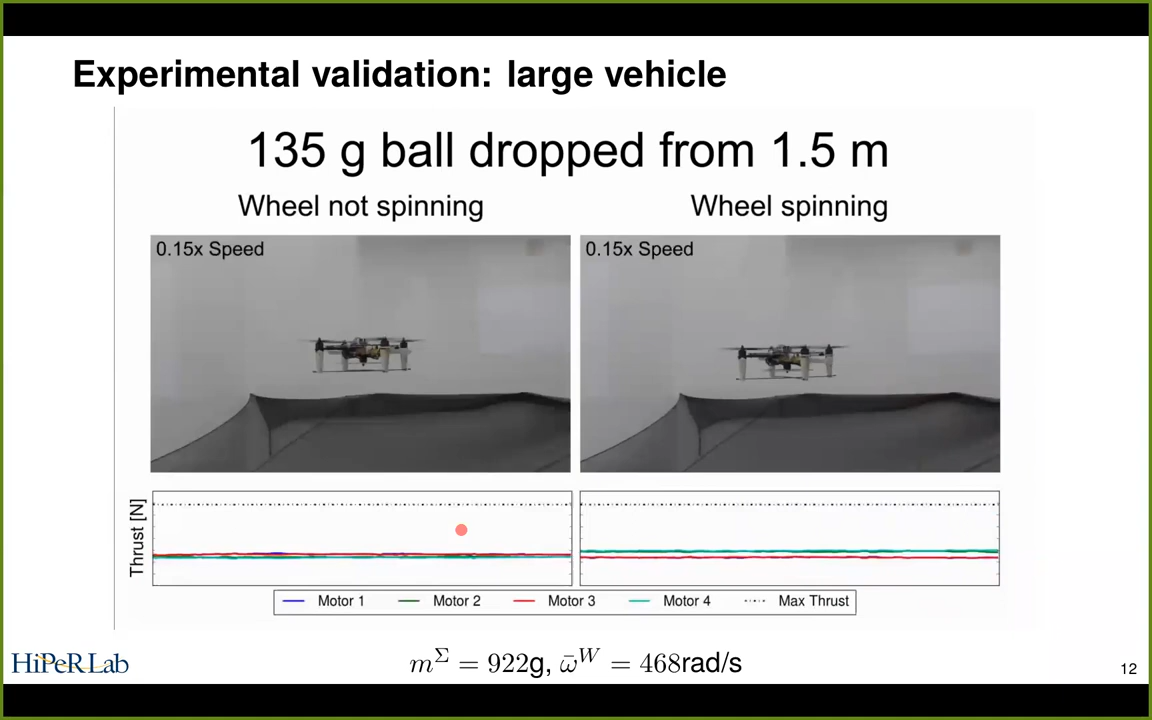 Experimental validation: large vehicle
135 g ball dropped from 1.5 m
Wheel not spinning
Wheel spinning
0.15x Speed
0.15x Speed
Thrust [N]
Motor 1 Motor 2 Motor 3 Motor 4 Max Thrust
HiPeRLab
m^Σ = 922g, ω̄^W = 468rad/s
12